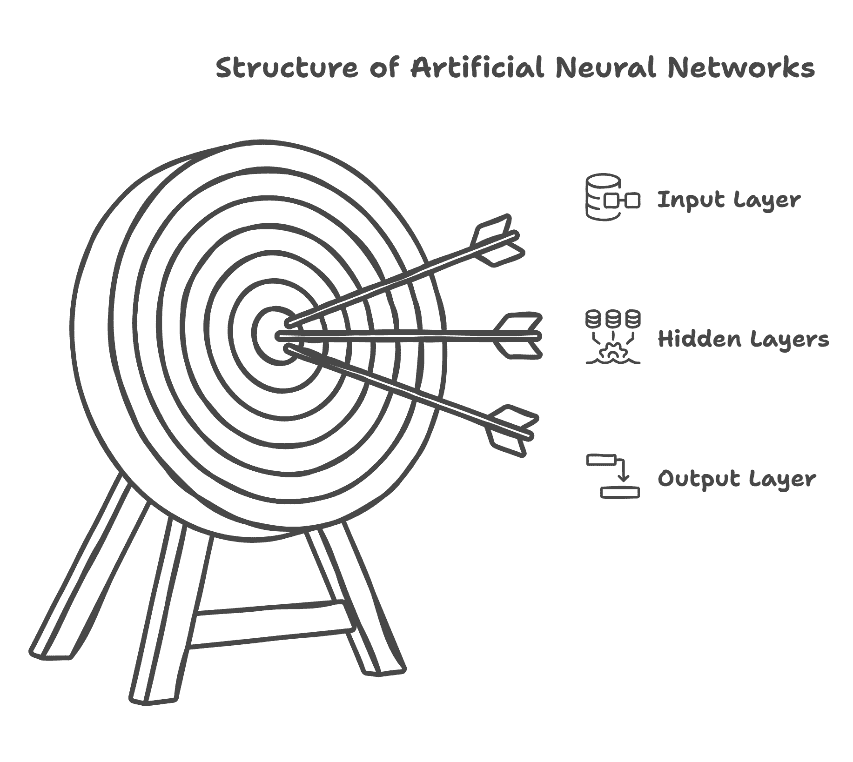 Structure of Artificial Neural Networks
Input Layer
Hidden Layers
Output Layer